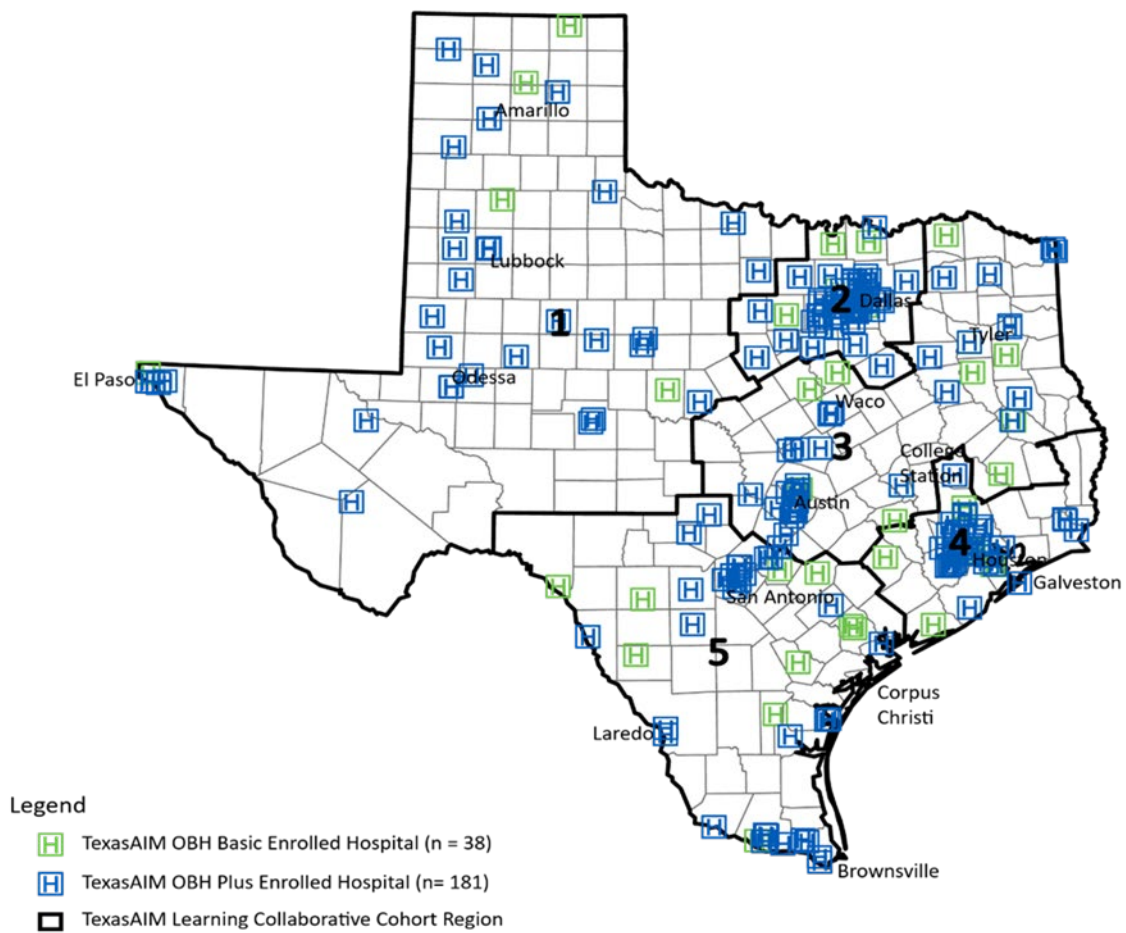 Amarillo
Lubbock
1
2
Dallas
Tyler
El Paso
Odessa
Waco
3
College
Station
Austin
4
Houston
Galveston
San Antonio
5
Corpus
Christi
Laredo
Brownsville
Legend
H TexasAIM OBH Basic Enrolled Hospital (n = 38)
H TexasAIM OBH Plus Enrolled Hospital (n= 181)
TexasAIM Learning Collaborative Cohort Region